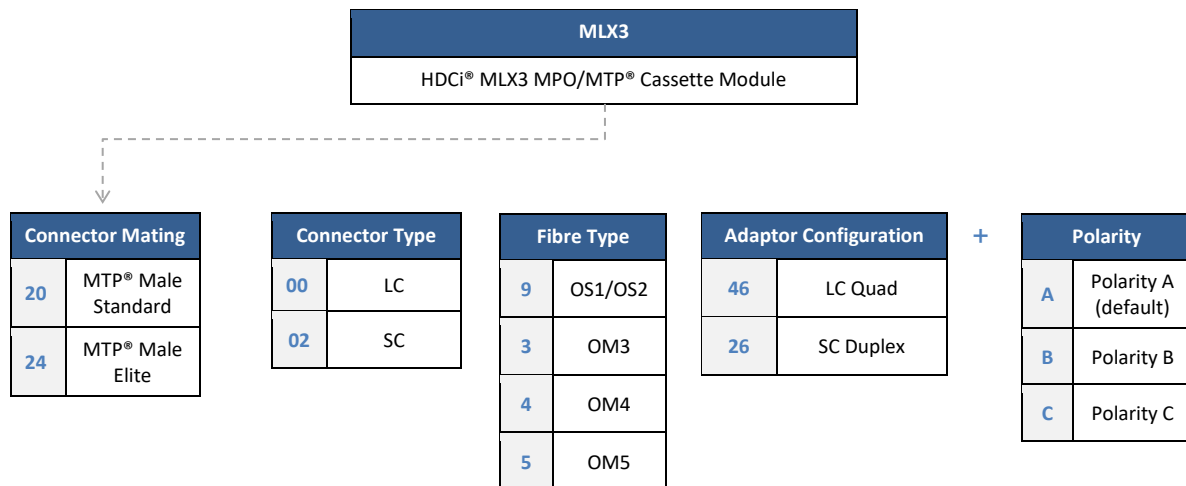 MLX3
HDCi® MLX3 MPO/MTP® Cassette Module
Connector Mating
20
MTP® Male
Standard
24
MTP® Male
Elite
Connector Type
00
LC
02
SC
Fibre Type
9
OS1/OS2
3
OM3
4
OM4
5
OM5
Adaptor Configuration
46
LC Quad
26
SC Duplex
+
Polarity
A
Polarity A
(default)
B
Polarity B
C
Polarity C